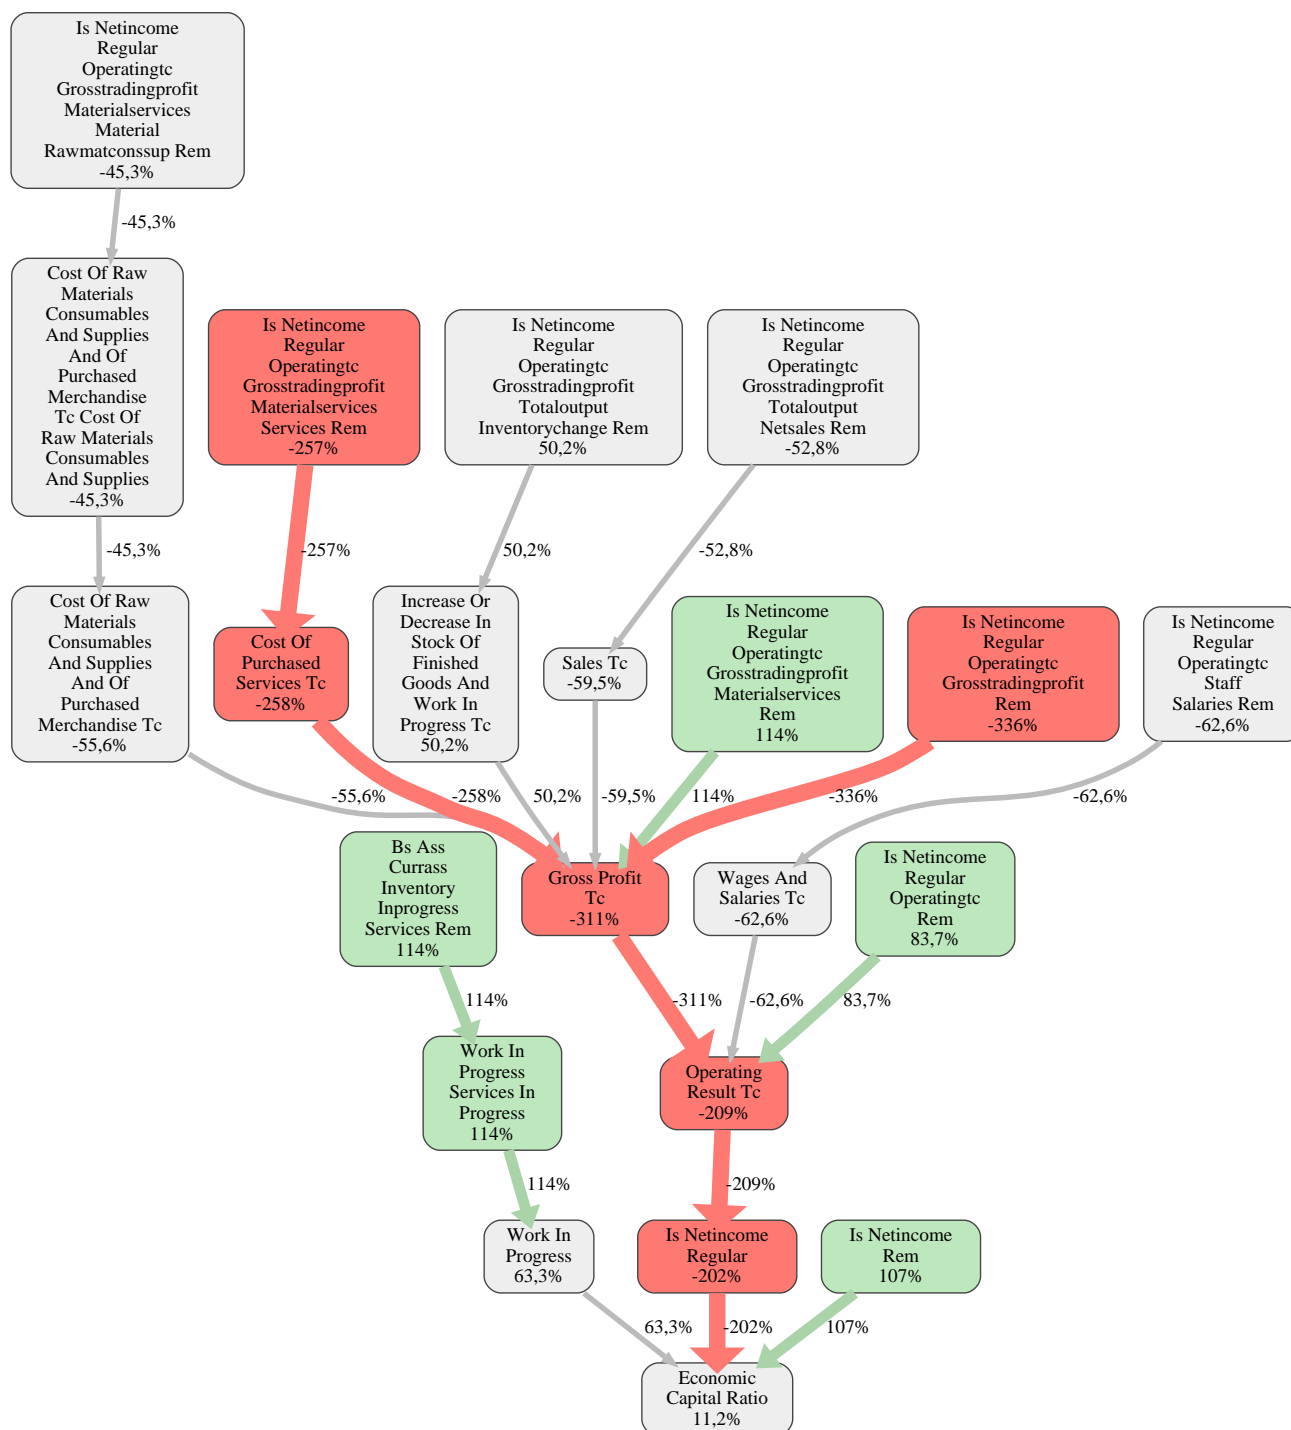 Is Netincome
Regular
Operatingtc
Grosstradingprofit
Materialservices
Material
Rawmatconssup Rem
-45,3%
-45,3%
Cost Of Raw
Materials
Consumables
And Supplies
And Of
Purchased
Merchandise
Tc Cost Of
Raw Materials
Consumables
And Supplies
-45,3%
Is Netincome
Regular
Operatingtc
Grosstradingprofit
Materialservices
Services Rem
-257%
Is Netincome
Regular
Operatingtc
Grosstradingprofit
Totaloutput
Inventorychange Rem
50,2%
Is Netincome
Regular
Operatingtc
Grosstradingprofit
Totaloutput
Netsales Rem
-52,8%
-45,3%
-257%
50,2%
-52,8%
Cost Of Raw
Materials
Consumables
And Supplies
And Of
Purchased
Merchandise Tc
-55,6%
Cost Of
Purchased
Services Tc
-258%
Increase Or
Decrease In
Stock Of
Finished
Goods And
Work In
Progress Tc
50,2%
Sales Tc
-59,5%
Is Netincome
Regular
Operatingtc
Grosstradingprofit
Materialservices
Rem
114%
Is Netincome
Regular
Operatingtc
Grosstradingprofit
Rem
-336%
Is Netincome
Regular
Operatingtc
Staff
Salaries Rem
-62,6%
-55,6%
-258%
50,2%
-59,5%
114%
-336%
-62,6%
Bs Ass
Currass
Inventory
Inprogress
Services Rem
114%
Gross Profit
Tc
-311%
Wages And
Salaries Tc
-62,6%
Is Netincome
Regular
Operatingtc
Rem
83,7%
114%
-311%
-62,6%
83,7%
Work In
Progress
Services In
Progress
114%
Operating
Result Tc
-209%
114%
-209%
Work In
Progress
63,3%
Is Netincome
Regular
-202%
Is Netincome
Rem
107%
63,3%
-202%
107%
Economic
Capital Ratio
11,2%